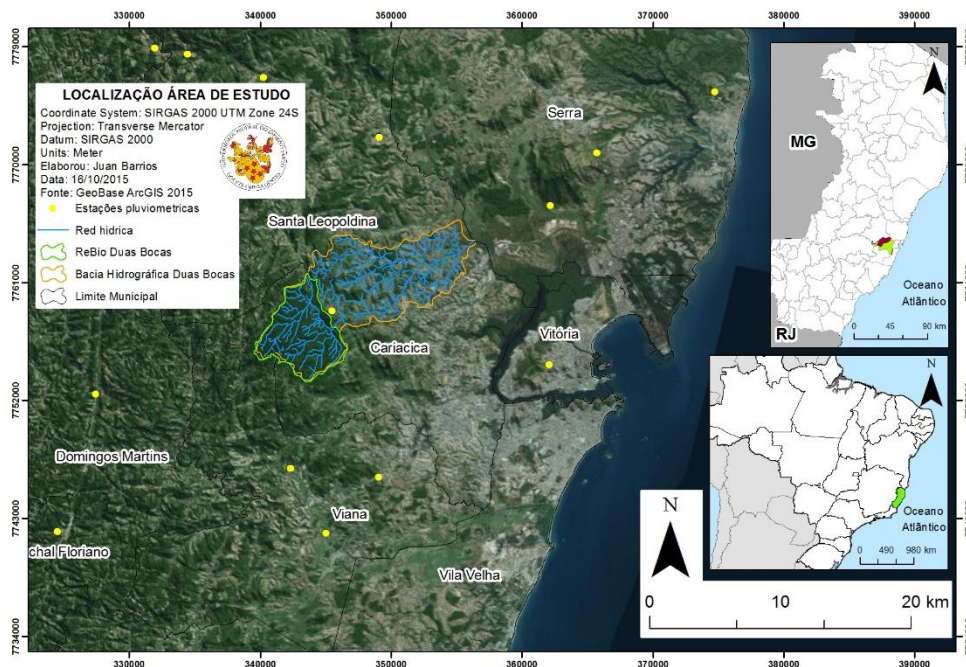 330000 340000 350000 360000 370000 380000 390000
7779000
7770000
7761000
7752000
7743000
7734000
LOCALIZAÇÃO ÁREA DE ESTUDO
Coordinate System: SIRGAS 2000 UTM Zone 24S
Projection: Transverse Mercator
Datum: SIRGAS 2000
Units: Meter
Elaborou: Juan Barrios
Data: 16/10/2015
Fonte: GeoBase ArcGIS 2015
Estações pluviometricas
Red hidrica
ReBio Duas Bocas
Bacia Hidrográfica Duas Bocas
Limite Municipal
Serra
Santa Leopoldina
Vitória
Cariacica
Domingos Martins
Viana
chal Floriano
Vila Velha
N
MG
Oceano
Atlântico
0 45 90 km
RJ
N
Oceano
Atlântico
0 490 980 km
N
0 10 20 km
330000 340000 350000 360000 370000 380000 390000